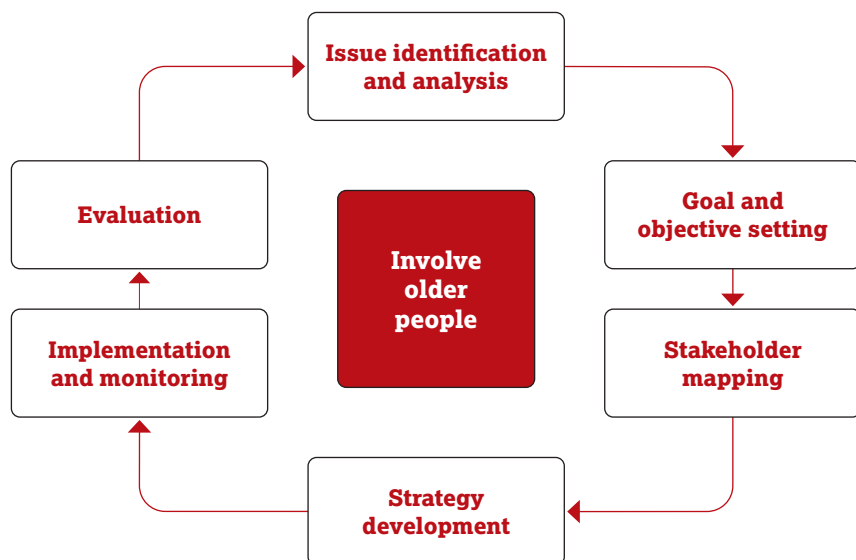 Issue identification
and analysis
Goal and
objective setting
Stakeholder
mapping
Strategy
development
Implementation
and monitoring
Evaluation
Involve
older
people